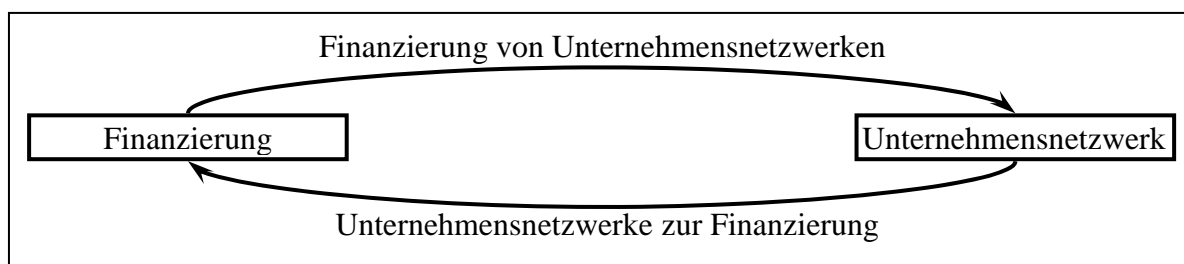 Finanzierung von Unternehmensnetzwerken
Finanzierung
Unternehmensnetzwerk
Unternehmensnetzwerke zur Finanzierung